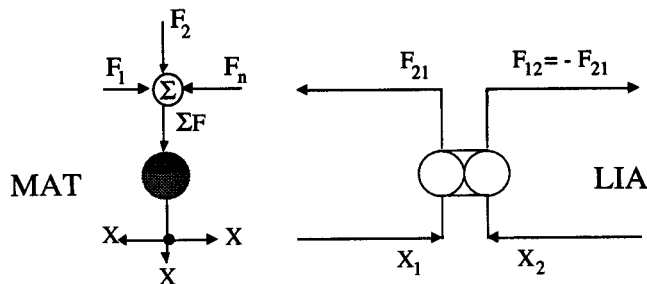 F₂
F₁
Fₙ
Σ
ΣF
MAT
X
X
X
F₂₁
F₁₂ = - F₂₁
LIA
X₁
X₂